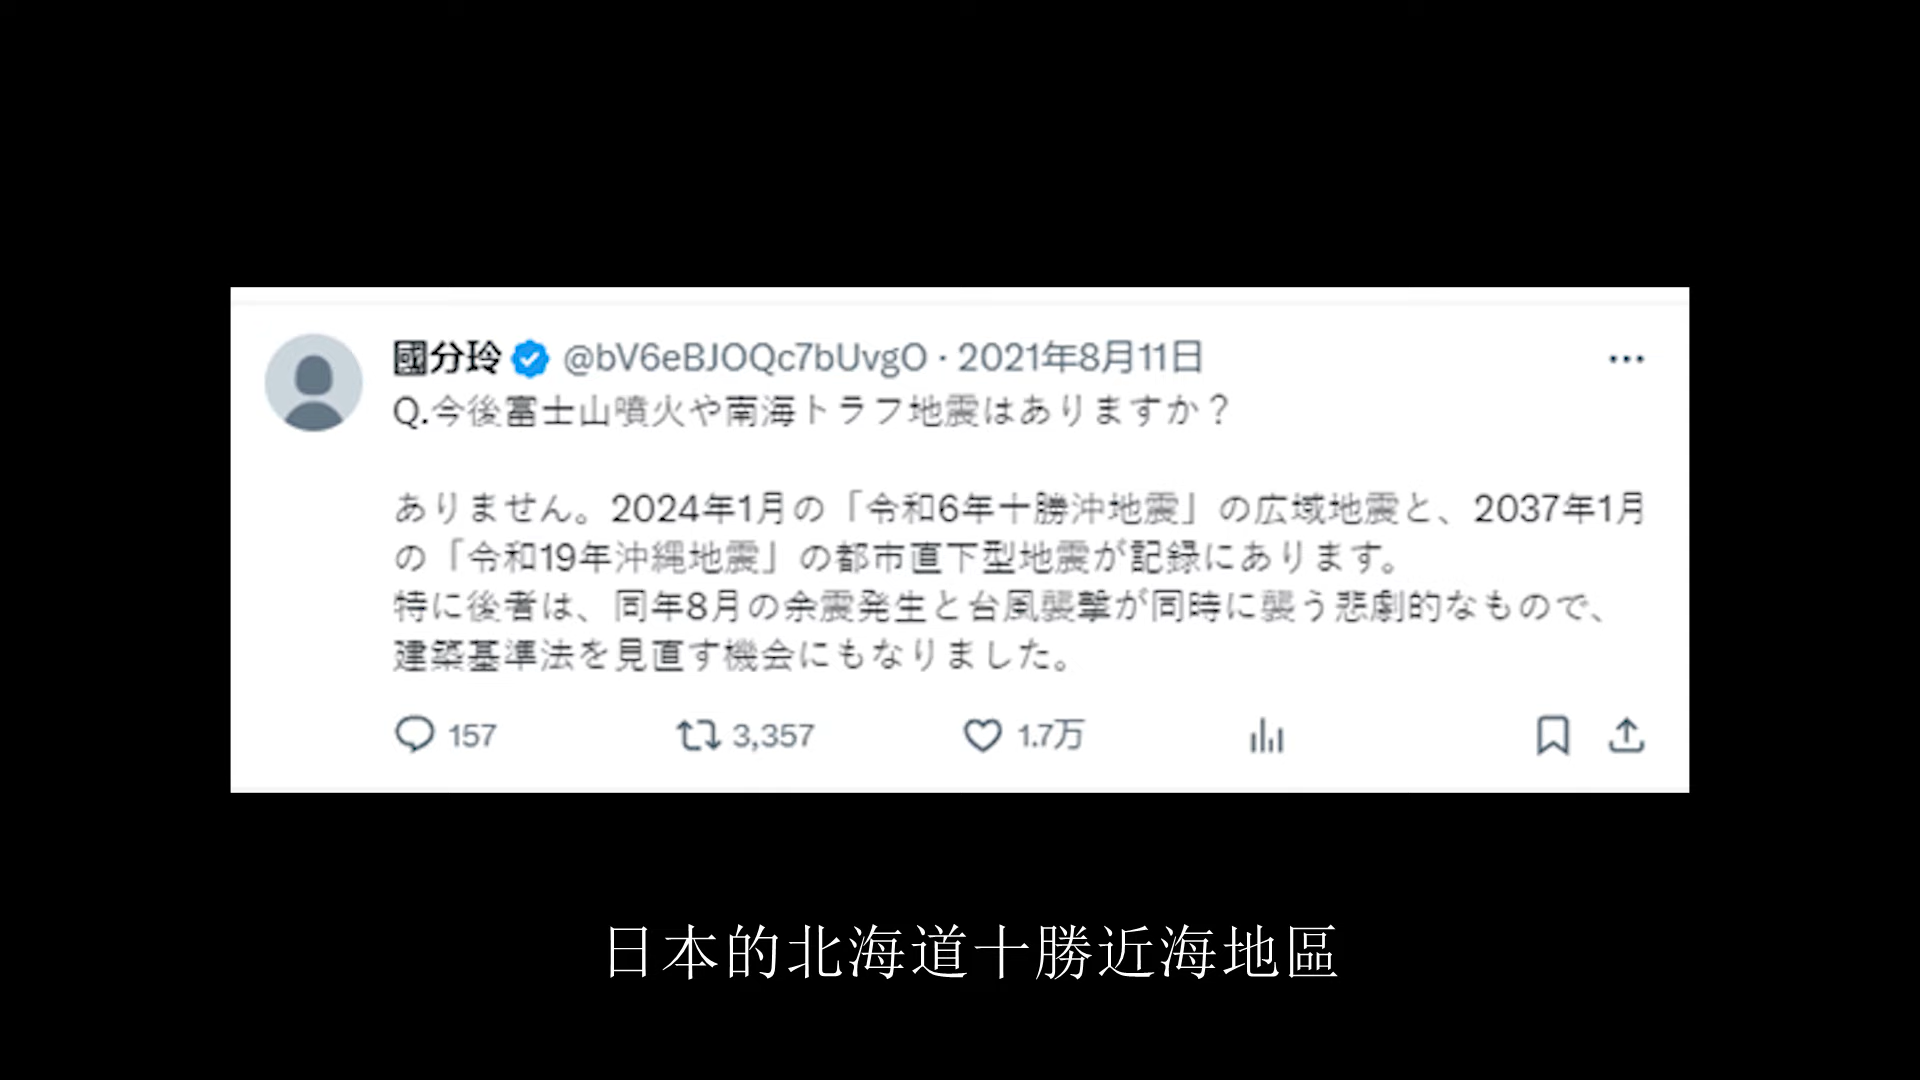 國分玲 @bV6eBJOQc7bUvgO · 2021年8月11日
Q.今後富士山噴火や南海トラフ地震はありますか？
ありません。2024年1月の「令和6年十勝沖地震」の広域地震と、2037年1月
の「令和19年沖縄地震」の都市直下型地震が記録にあります。
特に後者は、同年8月の余震発生と台風襲撃が同時に襲う悲劇的なもので、
建築基準法を見直す機会にもなりました。
157 3,357 1.7万
日本的北海道十勝近海地區